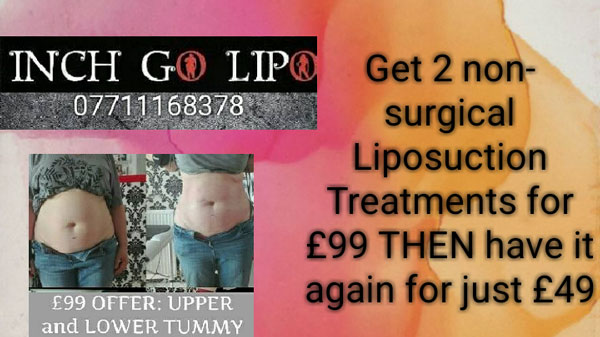 INCH GO LIPO
07711168378
£99 OFFER: UPPER
and LOWER TUMMY
Get 2 non-
surgical
Liposuction
Treatments for
£99 THEN have it
again for just £49